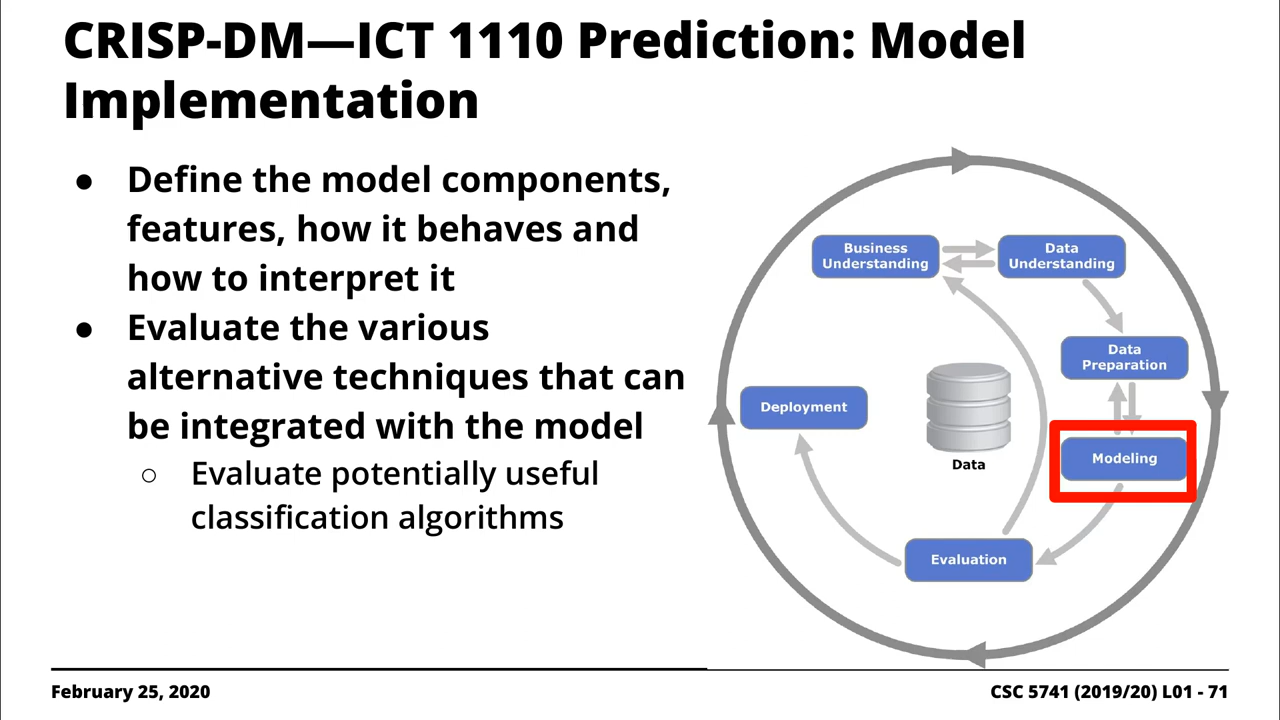 CRISP-DM—ICT 1110 Prediction: Model
Implementation
● Define the model components,
features, how it behaves and
how to interpret it
● Evaluate the various
alternative techniques that can
be integrated with the model
○ Evaluate potentially useful
classification algorithms
Business
Understanding
Data
Understanding
Data
Preparation
Modeling
Evaluation
Deployment
Data
February 25, 2020
CSC 5741 (2019/20) L01 - 71